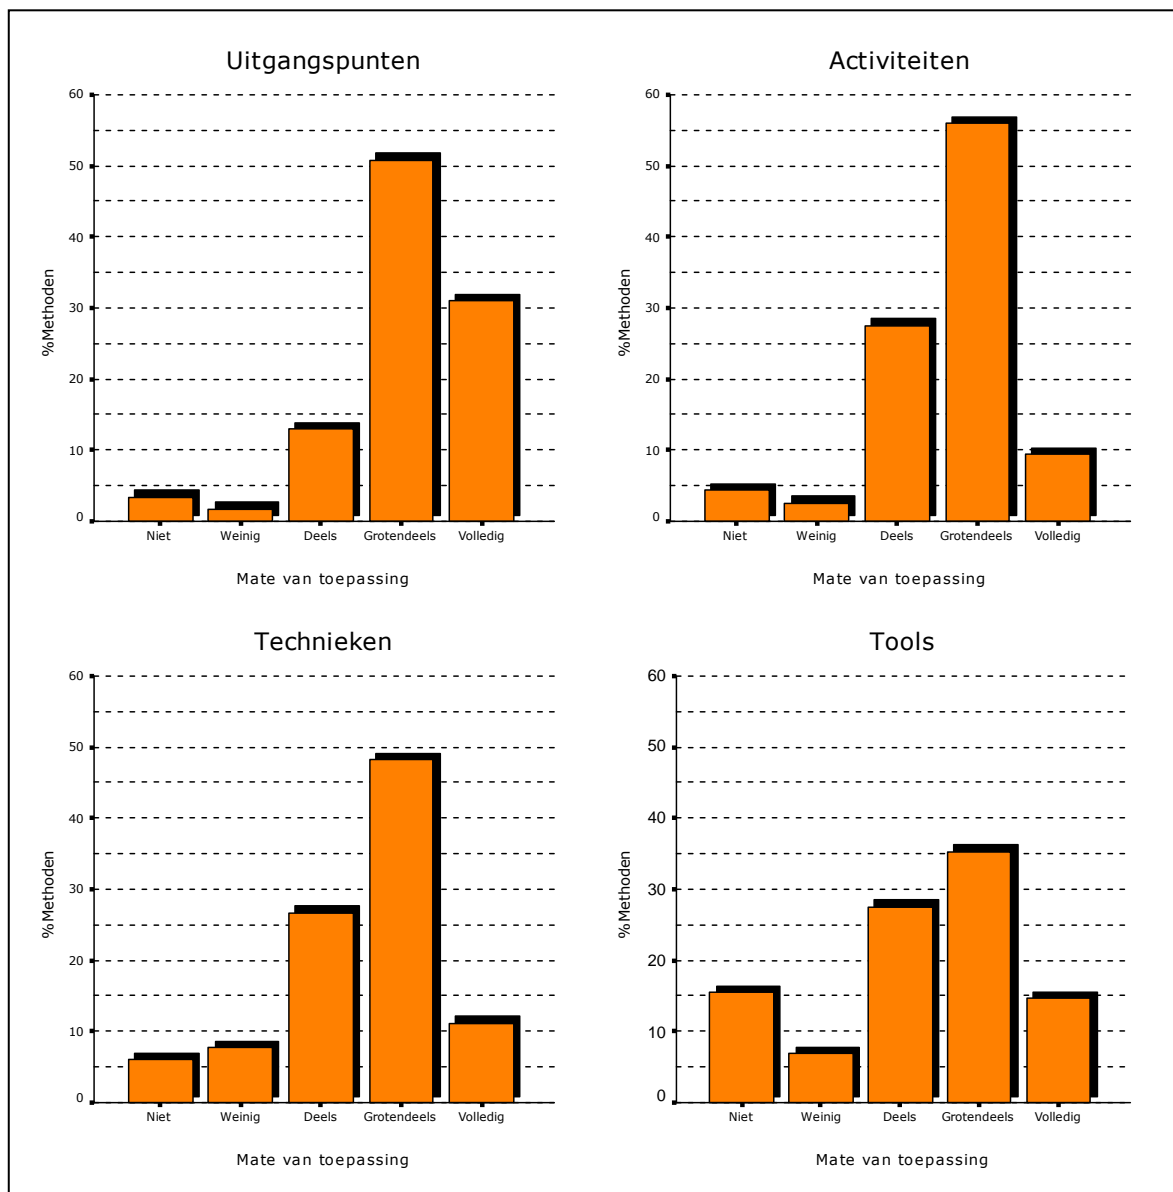 Uitgangspunten
60
50
40
30
20
10
0
%Methoden
Niet Weinig Deels Grotendeels Volledig
Mate van toepassing
Activiteiten
60
50
40
30
20
10
0
%Methoden
Niet Weinig Deels Grotendeels Volledig
Mate van toepassing
Technieken
60
50
40
30
20
10
0
%Methoden
Niet Weinig Deels Grotendeels Volledig
Mate van toepassing
Tools
60
50
40
30
20
10
0
%Methoden
Niet Weinig Deels Grotendeels Volledig
Mate van toepassing